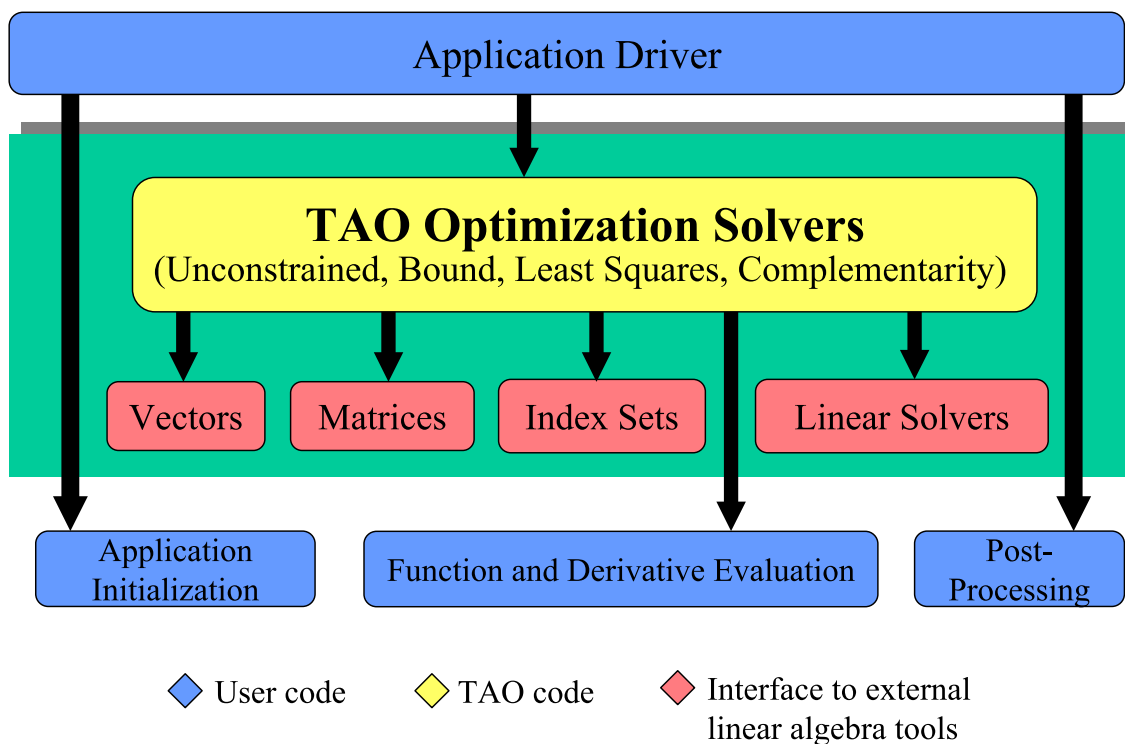 Application Driver
TAO Optimization Solvers
(Unconstrained, Bound, Least Squares, Complementarity)
Vectors
Matrices
Index Sets
Linear Solvers
Application
Initialization
Function and Derivative Evaluation
Post-
Processing
User code
TAO code
Interface to external
linear algebra tools